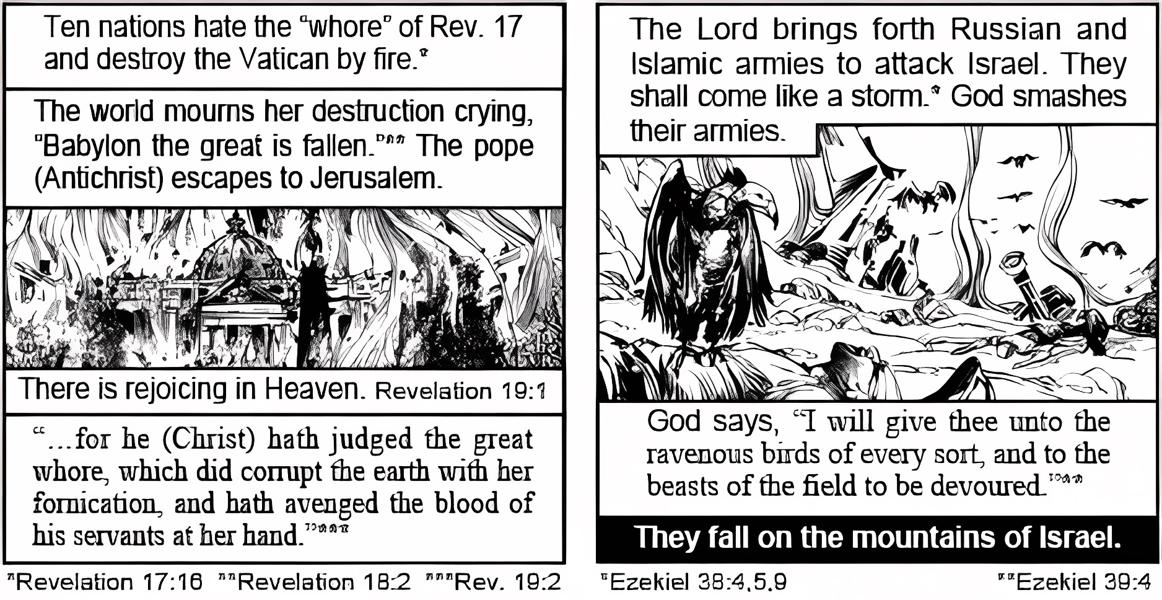 Ten nations hate the "whore" of Rev. 17
and destroy the Vatican by fire.*
The world mourns her destruction crying,
"Babylon the great is fallen."** The pope
(Antichrist) escapes to Jerusalem.
There is rejoicing in Heaven. Revelation 19:1
"...for he (Christ) hath judged the great
whore, which did corrupt the earth with her
fornication, and hath avenged the blood of
his servants at her hand."***
*Revelation 17:16 **Revelation 18:2 ***Rev. 19:2
The Lord brings forth Russian and
Islamic armies to attack Israel. They
shall come like a storm.* God smashes
their armies.
God says, "I will give thee unto the
ravenous birds of every sort, and to the
beasts of the field to be devoured."**
They fall on the mountains of Israel.
*Ezekiel 38:4,5,9 **Ezekiel 39:4